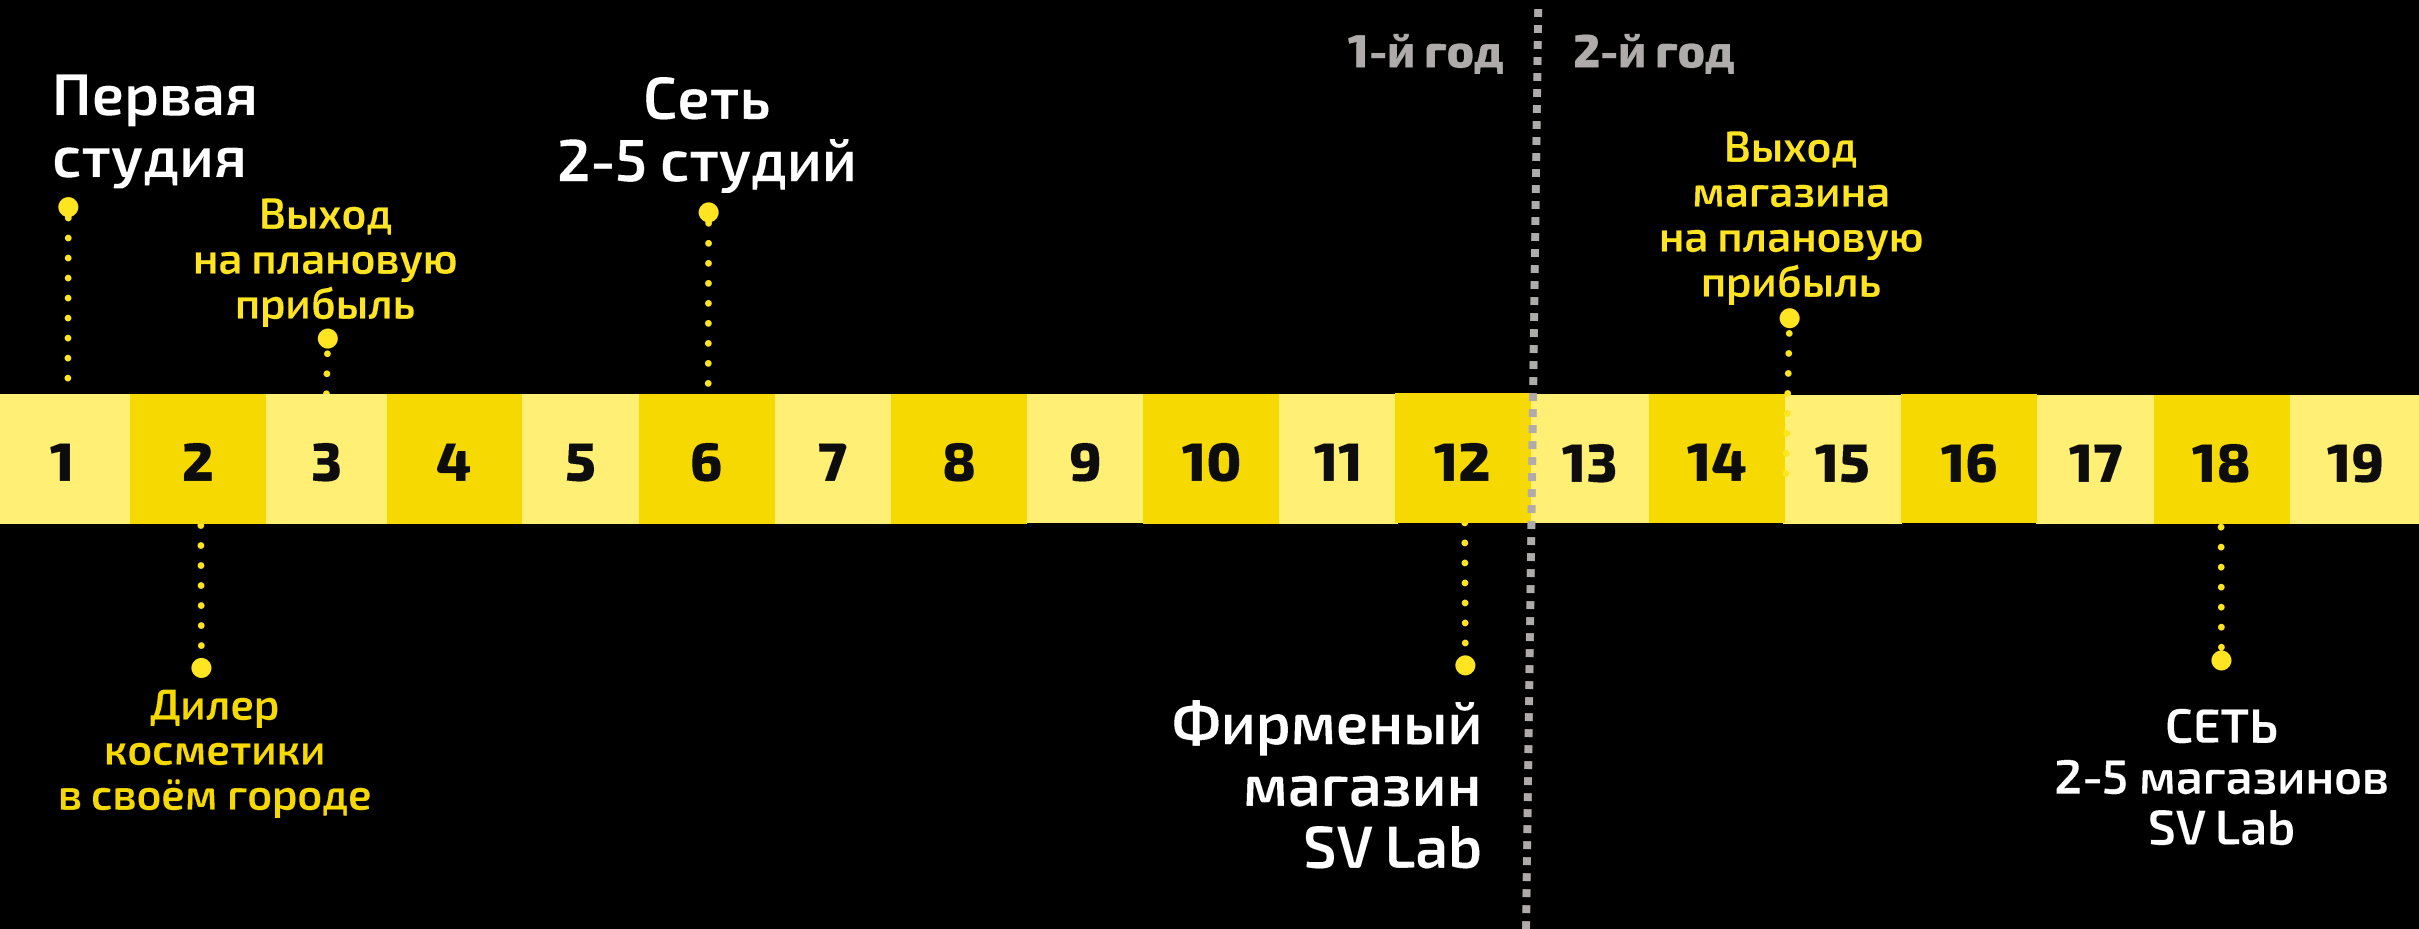 1-й год
2-й год
Первая
студия
Сеть
2-5 студий
Выход
на плановую
прибыль
Выход
магазина
на плановую
прибыль
1 2 3 4 5 6 7 8 9 10 11 12 13 14 15 16 17 18 19
Дилер
косметики
в своём городе
Фирменый
магазин
SV Lab
СЕТЬ
2-5 магазинов
SV Lab